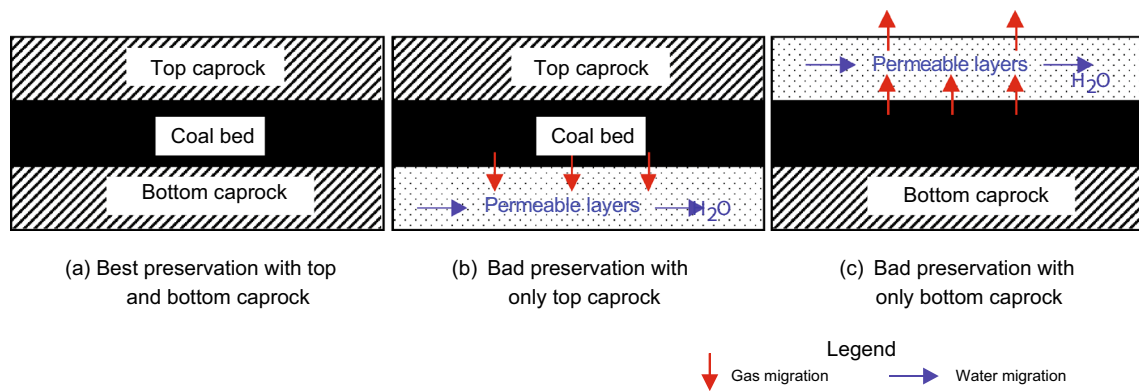 Top caprock
Coal bed
Bottom caprock
(a) Best preservation with top
and bottom caprock
Top caprock
Coal bed
Permeable layers
H2O
(b) Bad preservation with
only top caprock
Permeable layers
H2O
Bottom caprock
(c) Bad preservation with
only bottom caprock
Legend
Gas migration
Water migration